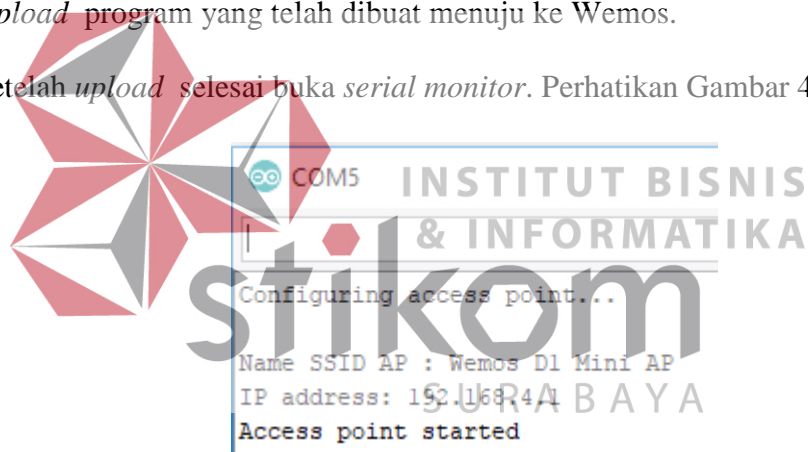 pload program yang telah dibuat menuju ke Wemos.
etelah upload selesai buka serial monitor. Perhatikan Gambar 4
COM5
INSTITUT BISNIS
& INFORMATIKA
stikom
SURABAYA
Configuring access point...
Name SSID AP : Wemos D1 Mini AP
IP address: 192.168.4.1
Access point started